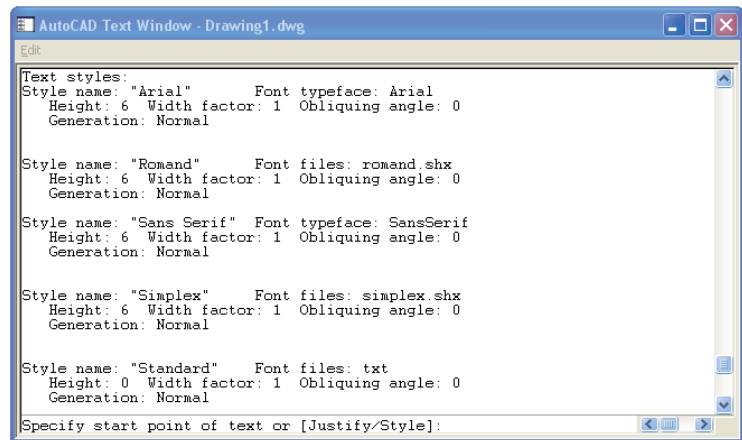 AutoCAD Text Window - Drawing1.dwg
Edit
Text styles:
Style name: "Arial" Font typeface: Arial
Height: 6 Width factor: 1 Obliquing angle: 0
Generation: Normal
Style name: "Romand" Font files: romand.shx
Height: 6 Width factor: 1 Obliquing angle: 0
Generation: Normal
Style name: "Sans Serif" Font typeface: SansSerif
Height: 6 Width factor: 1 Obliquing angle: 0
Generation: Normal
Style name: "Simplex" Font files: simplex.shx
Height: 6 Width factor: 1 Obliquing angle: 0
Generation: Normal
Style name: "Standard" Font files: txt
Height: 0 Width factor: 1 Obliquing angle: 0
Generation: Normal
Specify start point of text or [Justify/Style]: